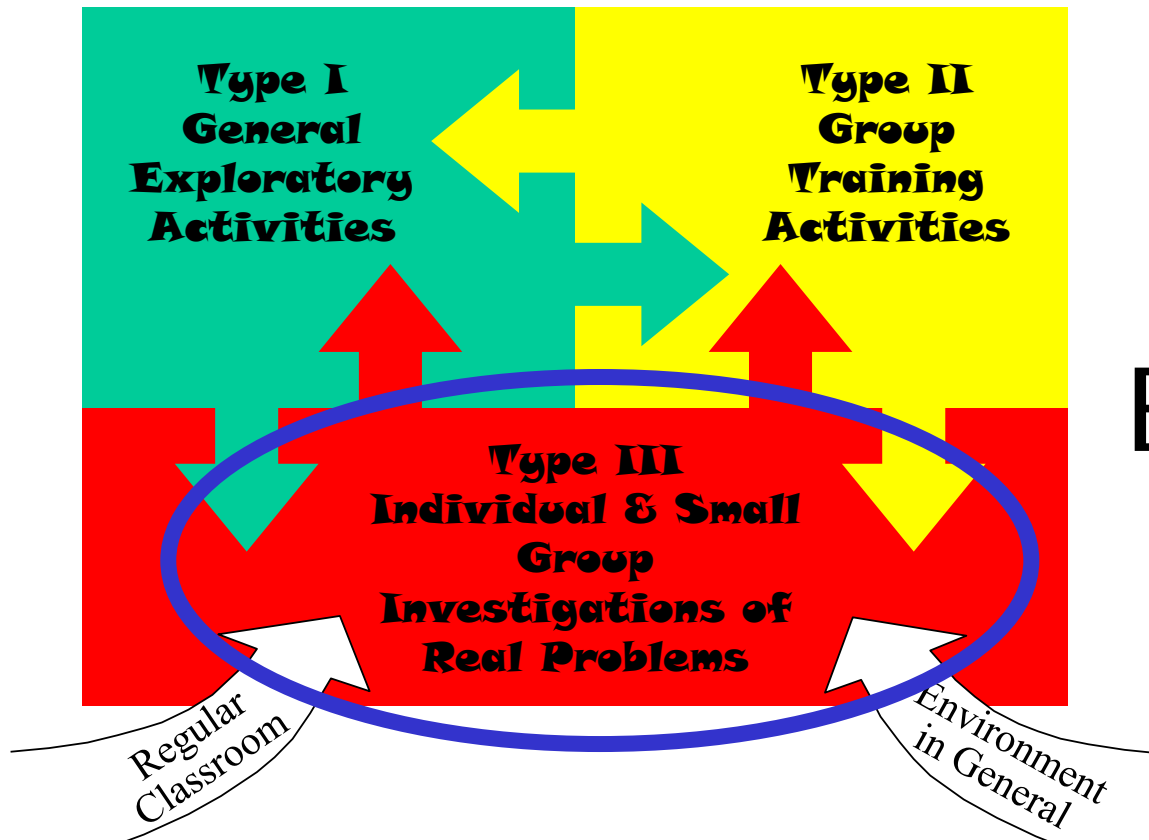 Type I
General
Exploratory
Activities
Type II
Group
Training
Activities
Type III
Individual & Small
Group
Investigations of
Real Problems
Regular
Classroom
Environment
in General
E